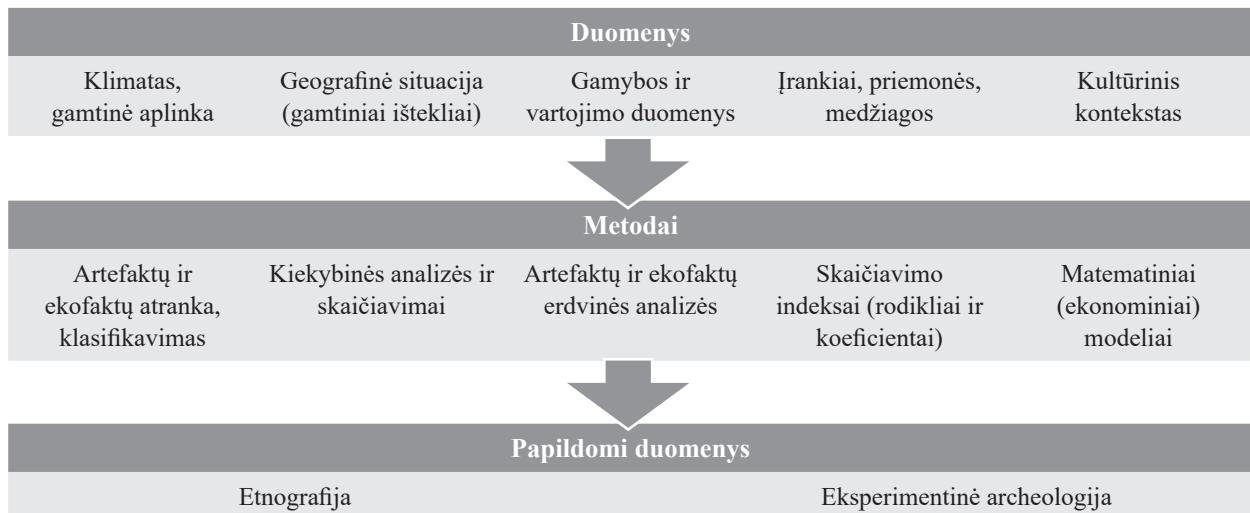 Duomenys
Klimatas,
gamtinė aplinka
Geografinė situacija
(gamtiniai ištekliai)
Gamybos ir
vartojimo duomenys
Įrankiai, priemonės,
medžiagos
Kultūrinis
kontekstas
Metodai
Artefaktų ir
ekofaktų atranka,
klasifikavimas
Kiekybinės analizės ir
skaičiavimai
Artefaktų ir ekofaktų
erdvinės analizės
Skaičiavimo
indeksai (rodikliai ir
koeficientai)
Matematiniai
(ekonominiai)
modeliai
Papildomi duomenys
Etnografija
Eksperimentinė archeologija